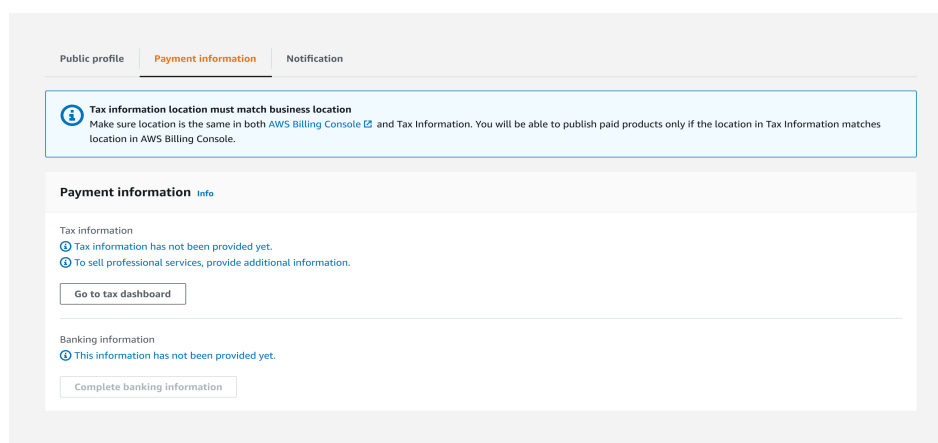 Public profile Payment information Notification
Tax information location must match business location
Make sure location is the same in both AWS Billing Console and Tax Information. You will be able to publish paid products only if the location in Tax Information matches
location in AWS Billing Console.
Payment information Info
Tax information
Tax information has not been provided yet.
To sell professional services, provide additional information.
Go to tax dashboard
Banking information
This information has not been provided yet.
Complete banking information